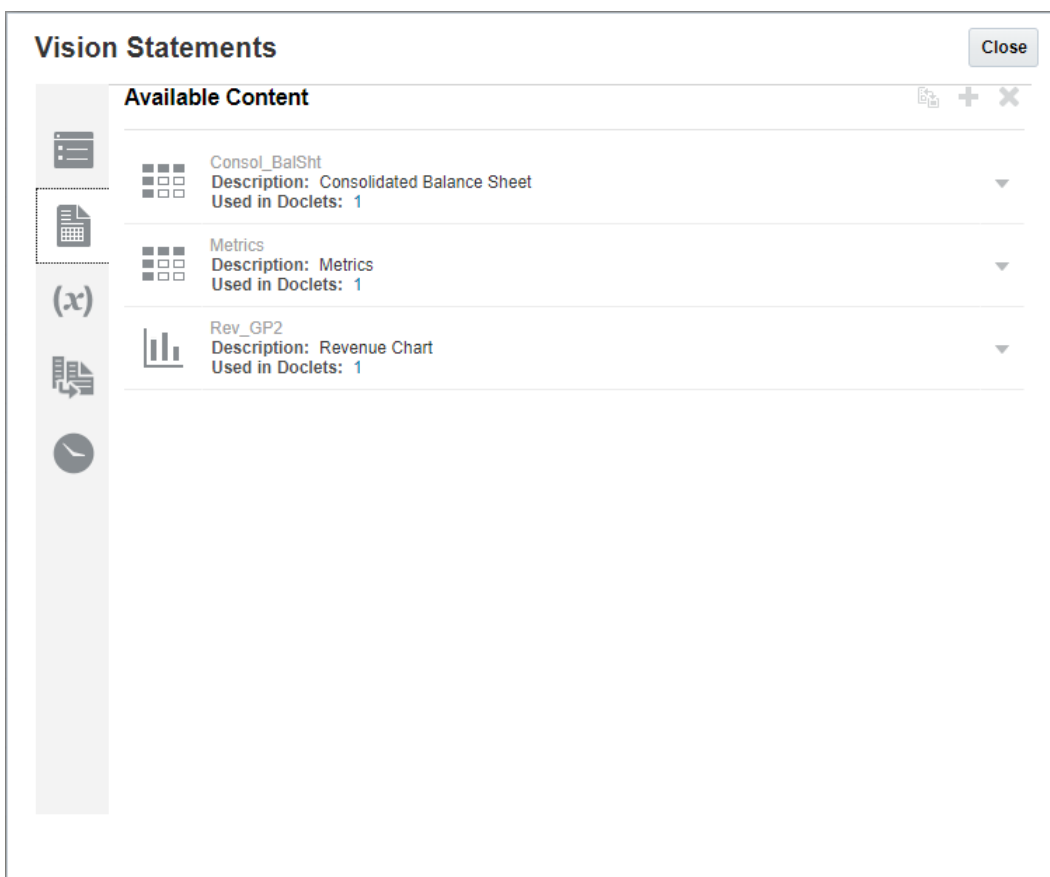 Vision Statements
Close
Available Content
Consol_BalSht
Description: Consolidated Balance Sheet
Used in Doclets: 1
Metrics
Description: Metrics
Used in Doclets: 1
(x)
Rev_GP2
Description: Revenue Chart
Used in Doclets: 1